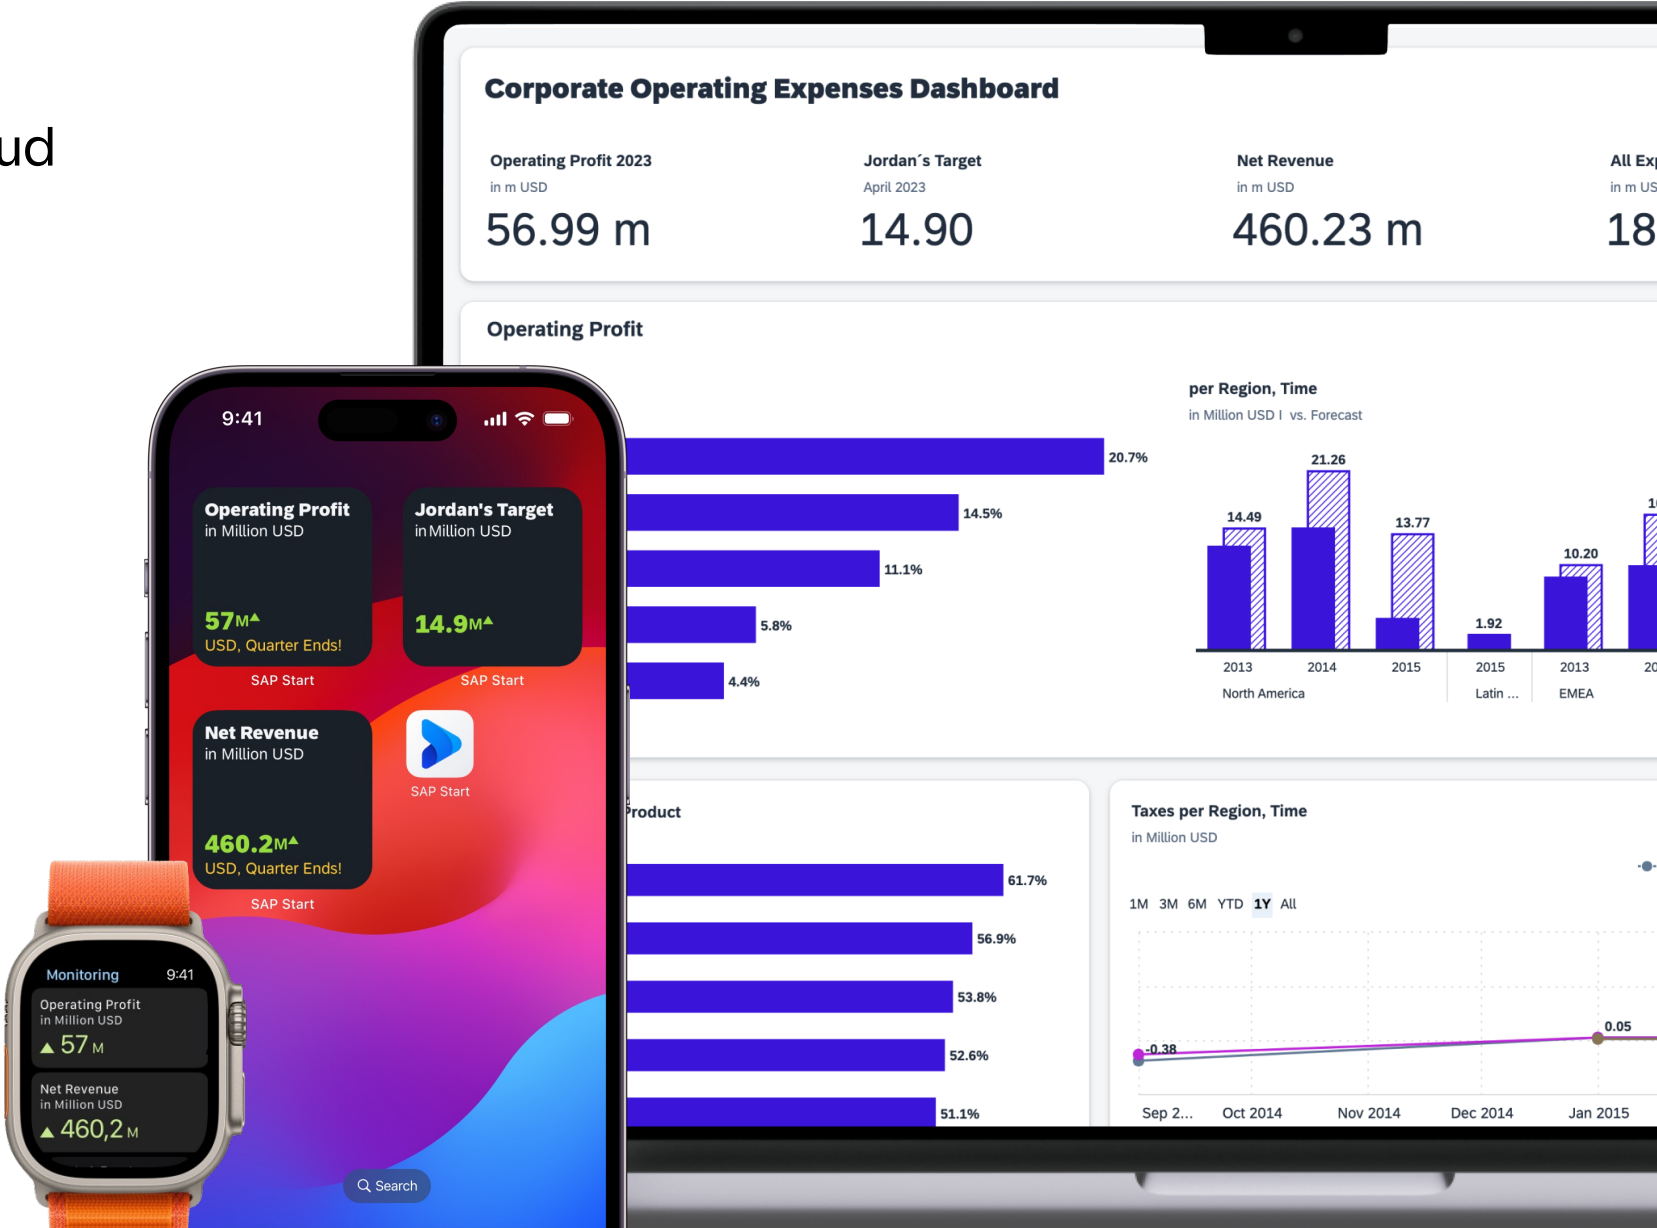 ud
Corporate Operating Expenses Dashboard
Operating Profit 2023
in m USD
56.99 m
Jordan´s Target
April 2023
14.90
Net Revenue
in m USD
460.23 m
All Exp
in m US
18
Operating Profit
20.7%
14.5%
11.1%
5.8%
4.4%
per Region, Time
in Million USD I vs. Forecast
14.49
21.26
13.77
1.92
10.20
1
2013
2014
2015
2015
2013
20
North America
Latin ...
EMEA
Product
61.7%
56.9%
53.8%
52.6%
51.1%
Taxes per Region, Time
in Million USD
1M 3M 6M YTD 1Y All
-0.38
0.05
Sep 2... Oct 2014 Nov 2014 Dec 2014 Jan 2015
9:41
Operating Profit
in Million USD
57M▲
USD, Quarter Ends!
SAP Start
Jordan's Target
in Million USD
14.9M▲
SAP Start
Net Revenue
in Million USD
460.2M▲
USD, Quarter Ends!
SAP Start
SAP Start
Search
Monitoring 9:41
Operating Profit
in Million USD
▲ 57 M
Net Revenue
in Million USD
▲ 460,2 M